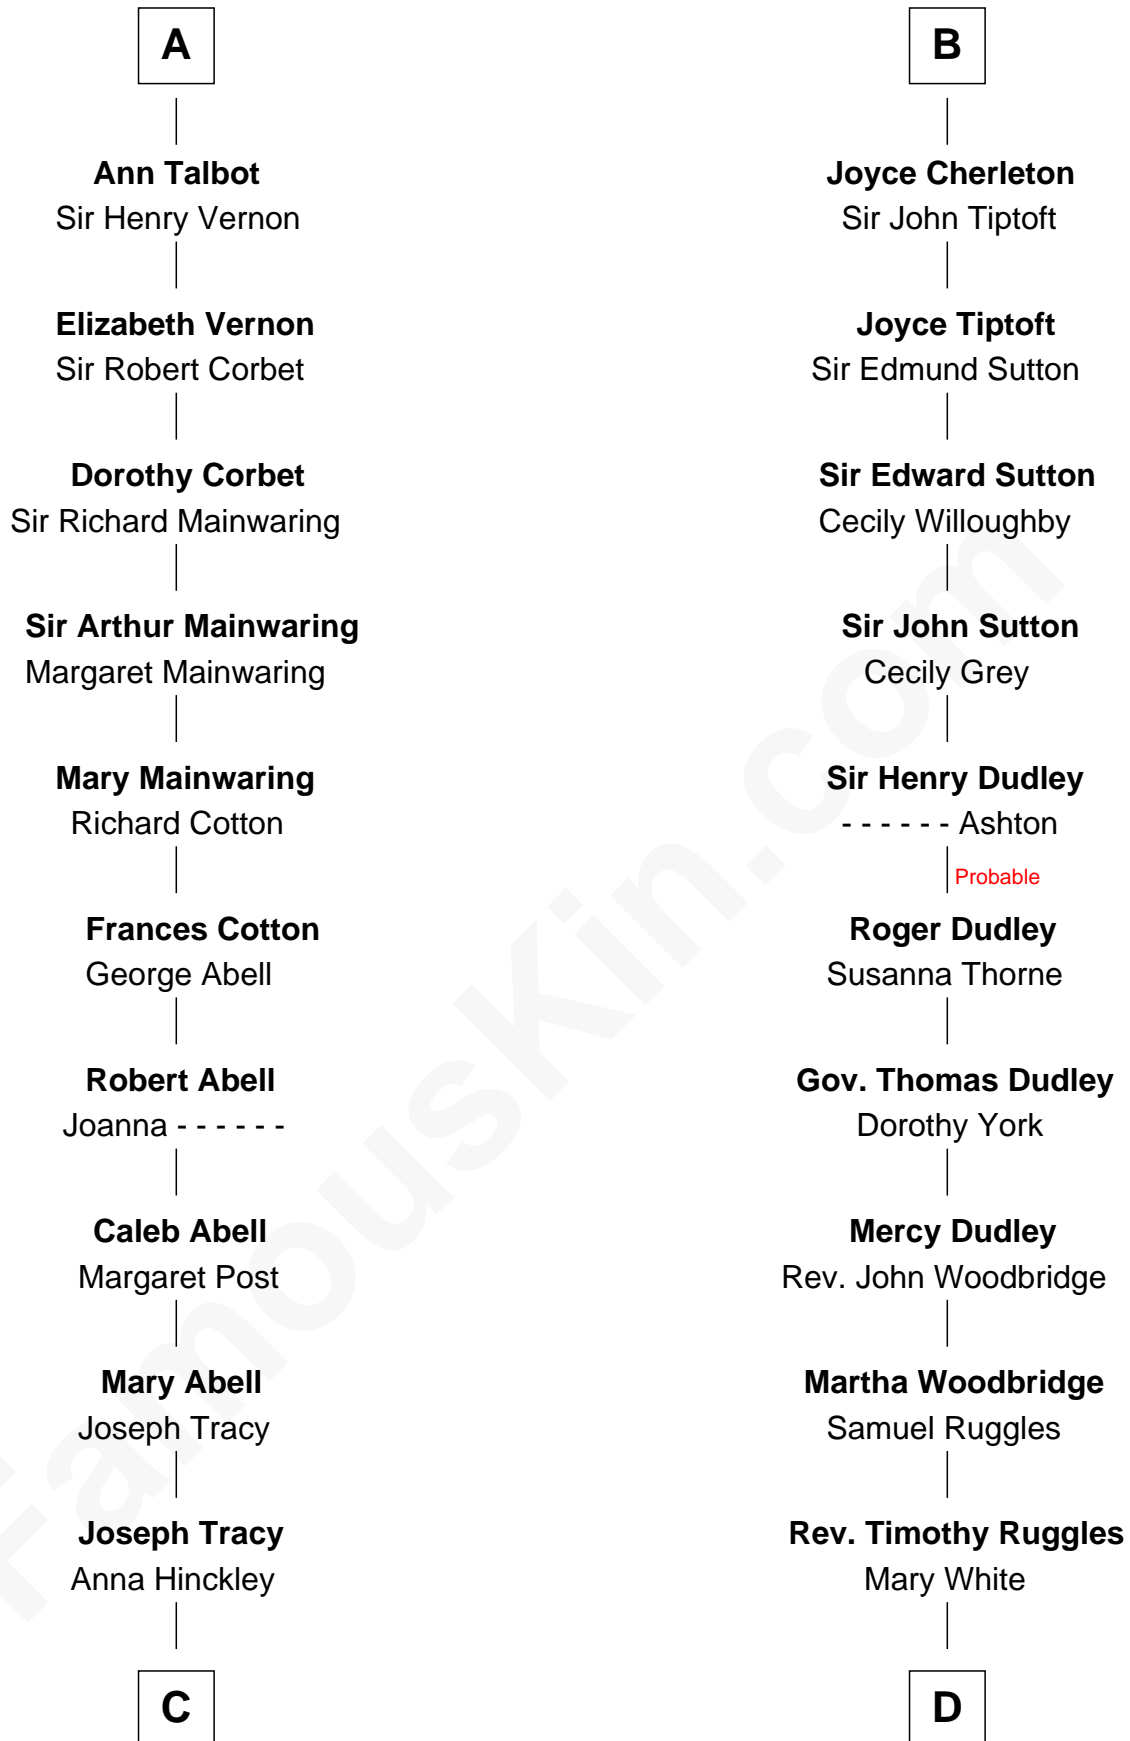 A
Ann Talbot
Sir Henry Vernon
Elizabeth Vernon
Sir Robert Corbet
Dorothy Corbet
Sir Richard Mainwaring
Sir Arthur Mainwaring
Margaret Mainwaring
Mary Mainwaring
Richard Cotton
Frances Cotton
George Abell
Robert Abell
Joanna - - - - - -
Caleb Abell
Margaret Post
Mary Abell
Joseph Tracy
Joseph Tracy
Anna Hinckley
C
B
Joyce Cherleton
Sir John Tiptoft
Joyce Tiptoft
Sir Edmund Sutton
Sir Edward Sutton
Cecily Willoughby
Sir John Sutton
Cecily Grey
Sir Henry Dudley
- - - - - - Ashton
Probable
Roger Dudley
Susanna Thorne
Gov. Thomas Dudley
Dorothy York
Mercy Dudley
Rev. John Woodbridge
Martha Woodbridge
Samuel Ruggles
Rev. Timothy Ruggles
Mary White
D
FamousKin.com